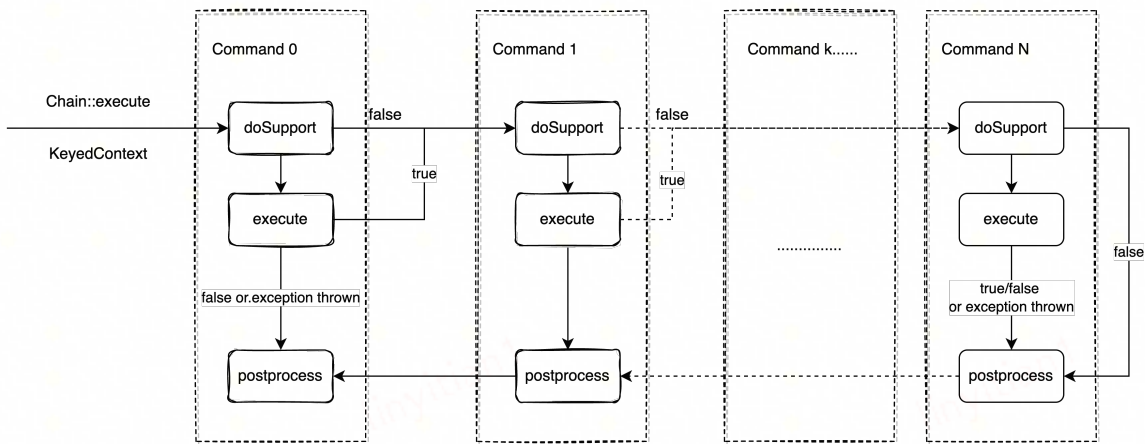 Command 0
Command 1
Command k......
Command N
Chain::execute
KeyedContext
doSupport
false
doSupport
false
doSupport
true
true
execute
execute
execute
...............
false
false or.exception thrown
true/false
or exception thrown
postprocess
postprocess
postprocess